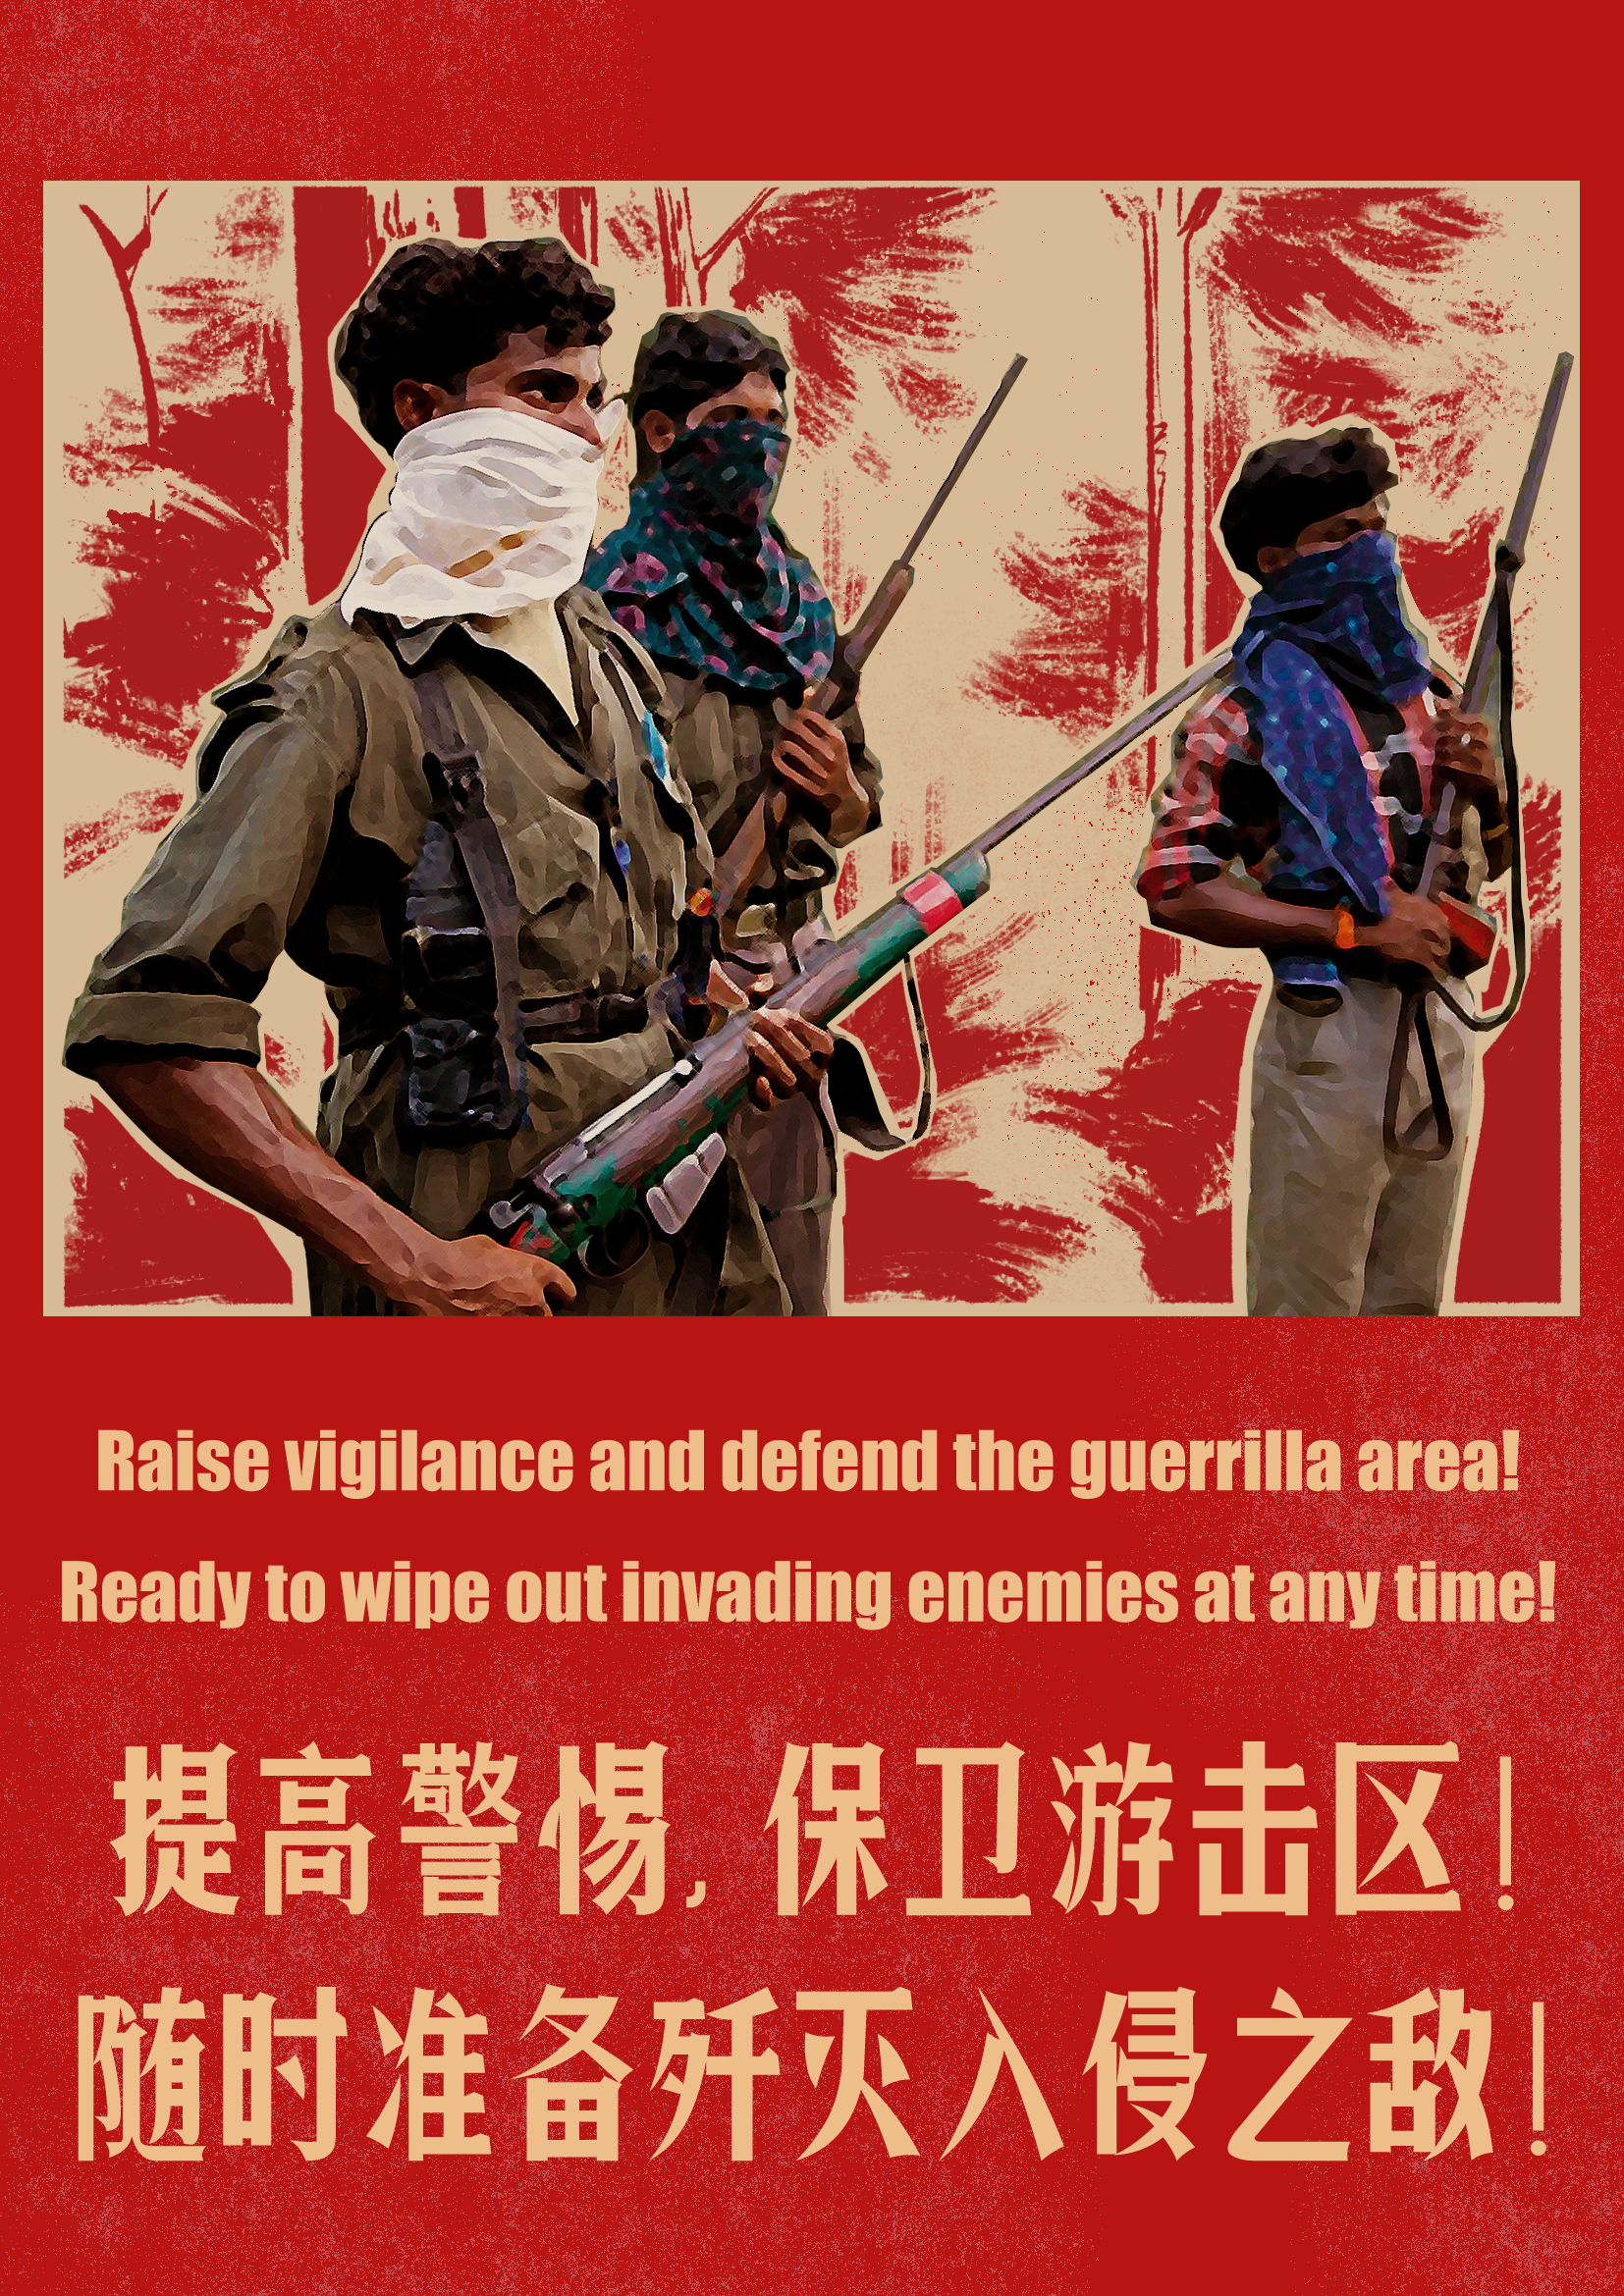 Raise vigilance and defend the guerrilla area!
Ready to wipe out invading enemies at any time!
提高警惕，保卫游击区！
随时准备歼灭入侵之敌！